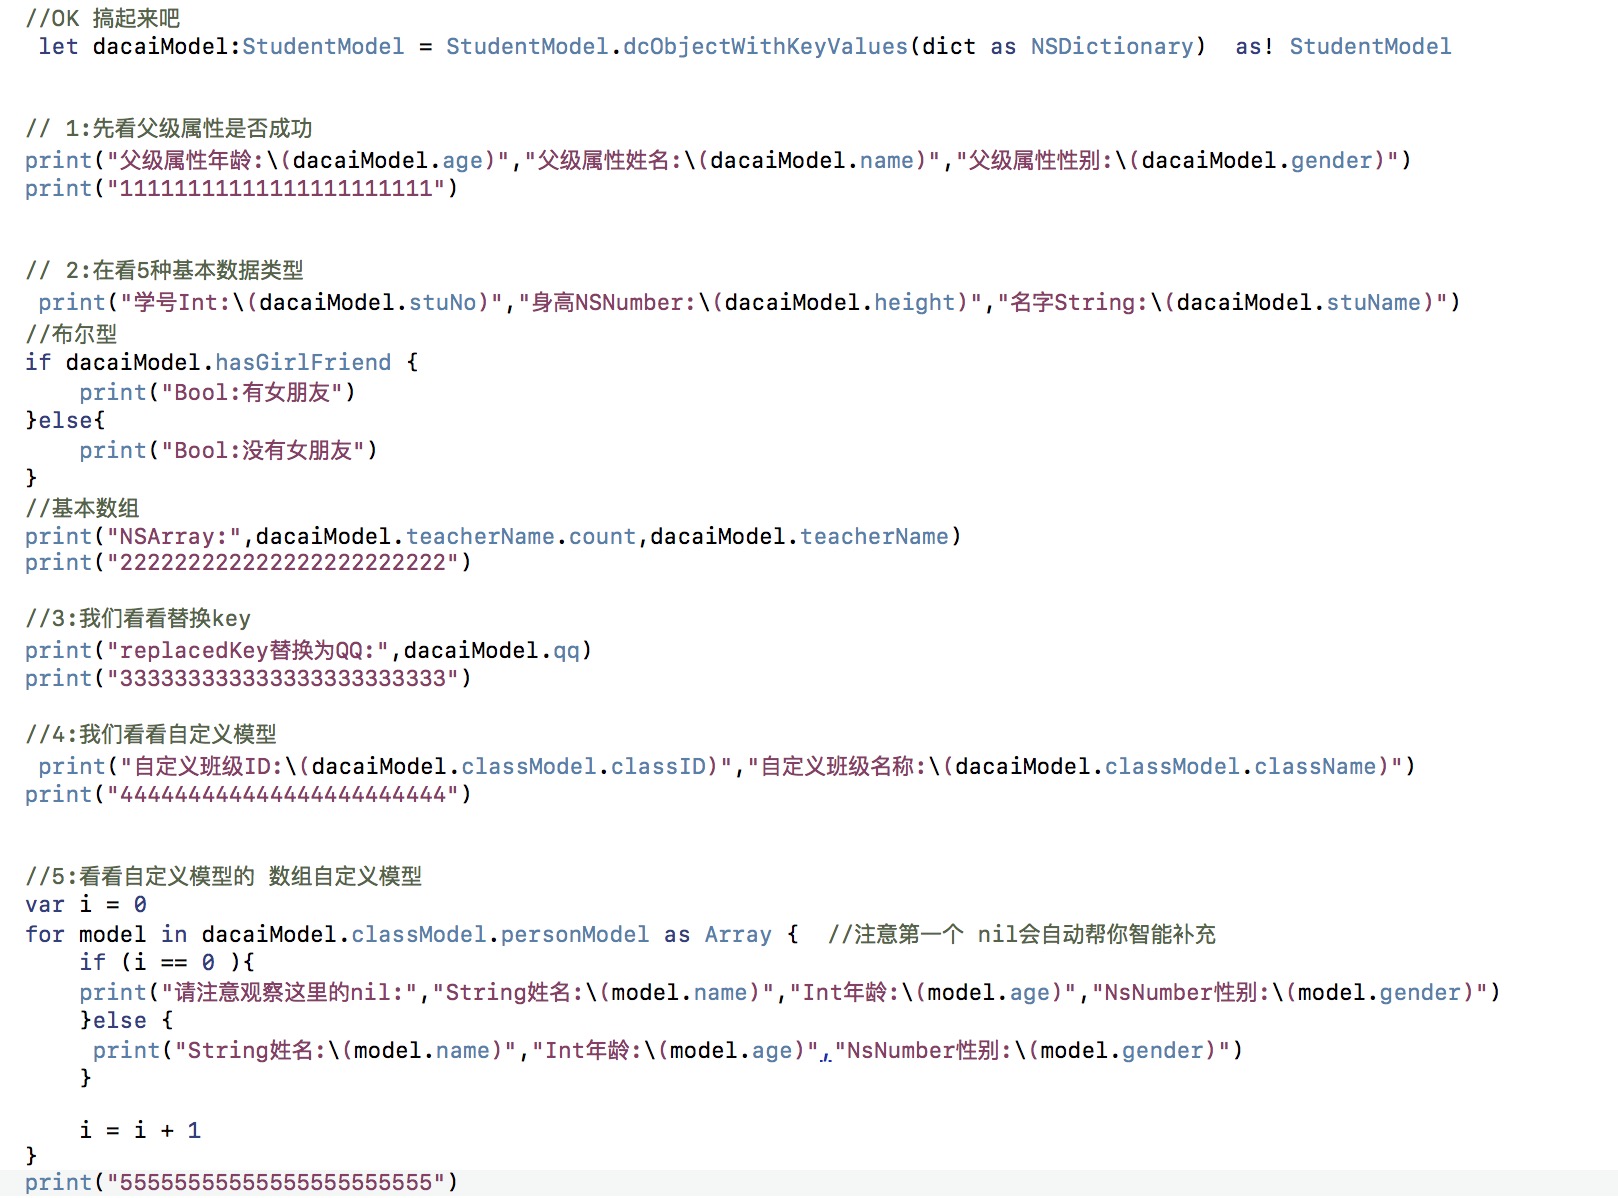 //OK 搞起来吧
let dacaiModel:StudentModel = StudentModel.dcObjectWithKeyValues(dict as NSDictionary)  as! StudentModel
// 1:先看父级属性是否成功
print("父级属性年龄:\(dacaiModel.age)","父级属性姓名:\(dacaiModel.name)","父级属性性别:\(dacaiModel.gender)")
print("11111111111111111111111")
// 2:在看5种基本数据类型
print("学号Int:\(dacaiModel.stuNo)","身高NSNumber:\(dacaiModel.height)","名字String:\(dacaiModel.stuName)")
//布尔型
if dacaiModel.hasGirlFriend {
print("Bool:有女朋友")
}else{
print("Bool:没有女朋友")
}
//基本数组
print("NSArray:",dacaiModel.teacherName.count,dacaiModel.teacherName)
print("222222222222222222222222")
//3:我们看看替换key
print("replacedKey替换为QQ:",dacaiModel.qq)
print("333333333333333333333333")
//4:我们看看自定义模型
print("自定义班级ID:\(dacaiModel.classModel.classID)","自定义班级名称:\(dacaiModel.classModel.className)")
print("444444444444444444444444")
//5:看看自定义模型的 数组自定义模型
var i = 0
for model in dacaiModel.classModel.personModel as Array {  //注意第一个 nil会自动帮你智能补充
if (i == 0 ){
print("请注意观察这里的nil:","String姓名:\(model.name)","Int年龄:\(model.age)","NsNumber性别:\(model.gender)")
}else {
print("String姓名:\(model.name)","Int年龄:\(model.age)","NsNumber性别:\(model.gender)")
}
i = i + 1
}
print("55555555555555555555555")